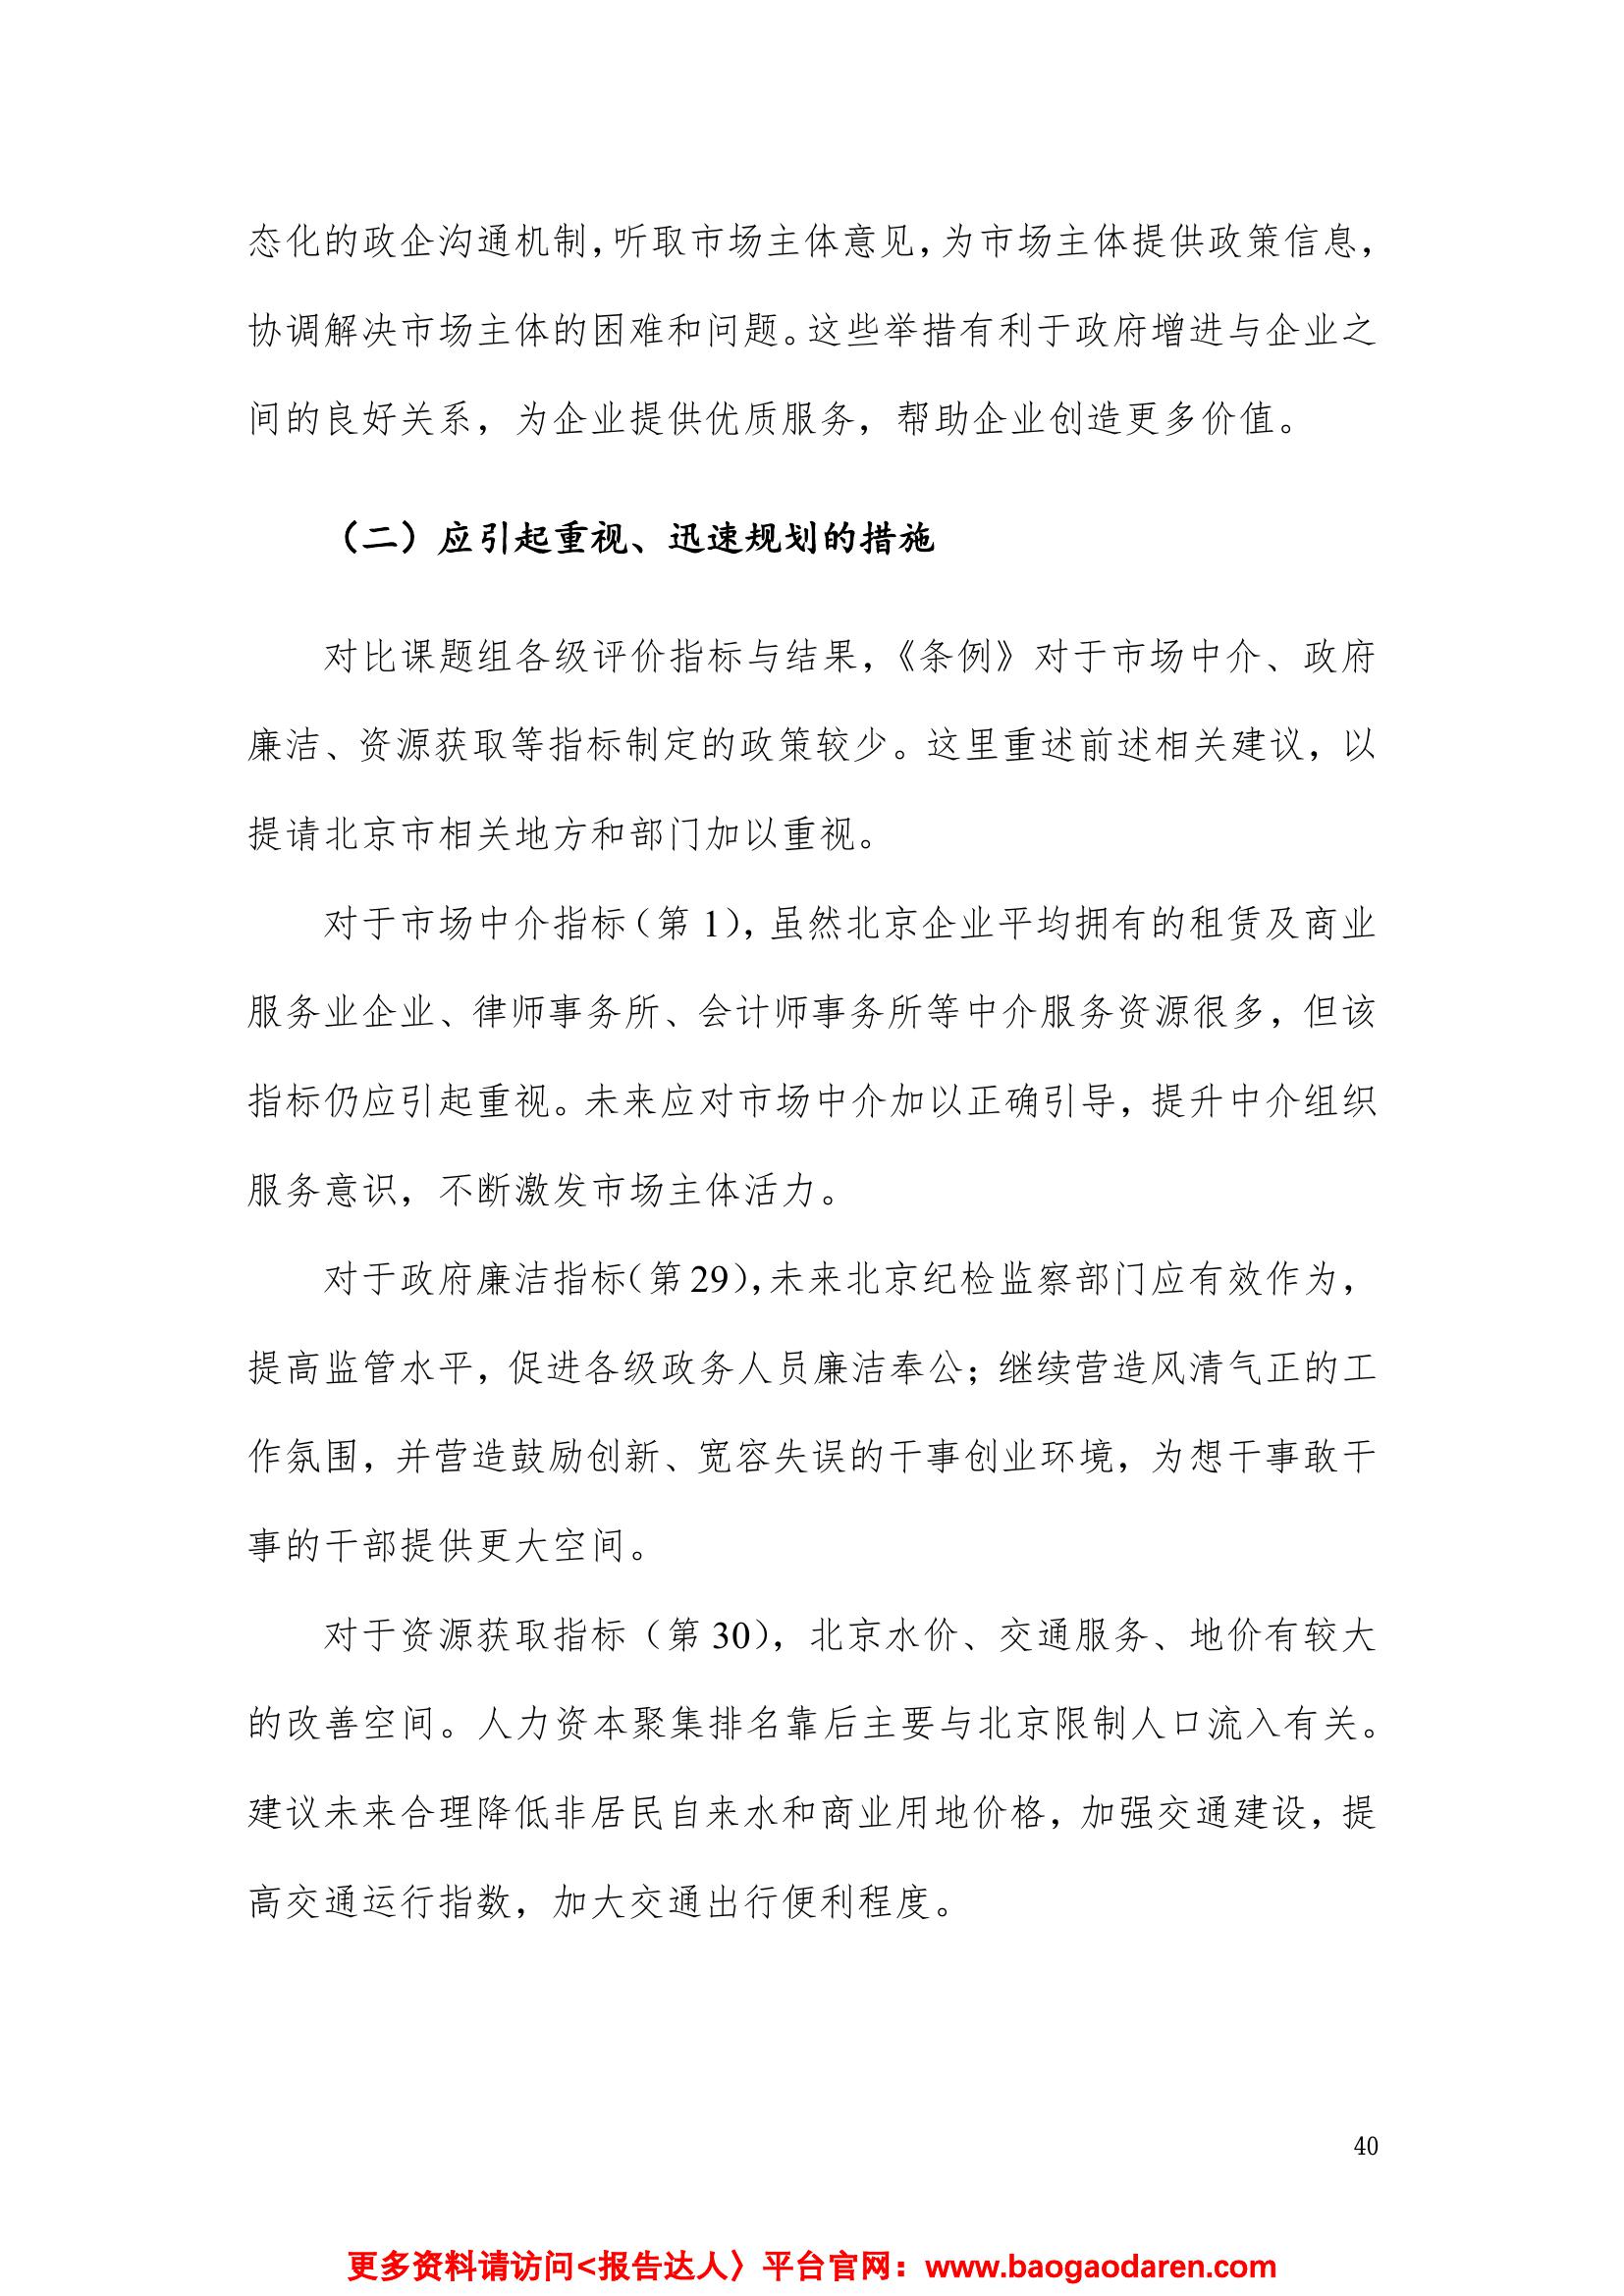 态化的政企沟通机制，听取市场主体意见，为市场主体提供政策信息，
协调解决市场主体的困难和问题。这些举措有利于政府增进与企业之
间的良好关系，为企业提供优质服务，帮助企业创造更多价值。
（二）应引起重视、迅速规划的措施
对比课题组各级评价指标与结果，《条例》对于市场中介、政府
廉洁、资源获取等指标制定的政策较少。这里重述前述相关建议，以
提请北京市相关地方和部门加以重视。
对于市场中介指标（第 1），虽然北京企业平均拥有的租赁及商业
服务业企业、律师事务所、会计师事务所等中介服务资源很多，但该
指标仍应引起重视。未来应对市场中介加以正确引导，提升中介组织
服务意识，不断激发市场主体活力。
对于政府廉洁指标（第 29），未来北京纪检监察部门应有效作为，
提高监管水平，促进各级政务人员廉洁奉公；继续营造风清气正的工
作氛围，并营造鼓励创新、宽容失误的干事创业环境，为想干事敢干
事的干部提供更大空间。
对于资源获取指标（第 30），北京水价、交通服务、地价有较大
的改善空间。人力资本聚集排名靠后主要与北京限制人口流入有关。
建议未来合理降低非居民自来水和商业用地价格，加强交通建设，提
高交通运行指数，加大交通出行便利程度。
40
更多资料请访问<报告达人〉平台官网：www.baogaodaren.com